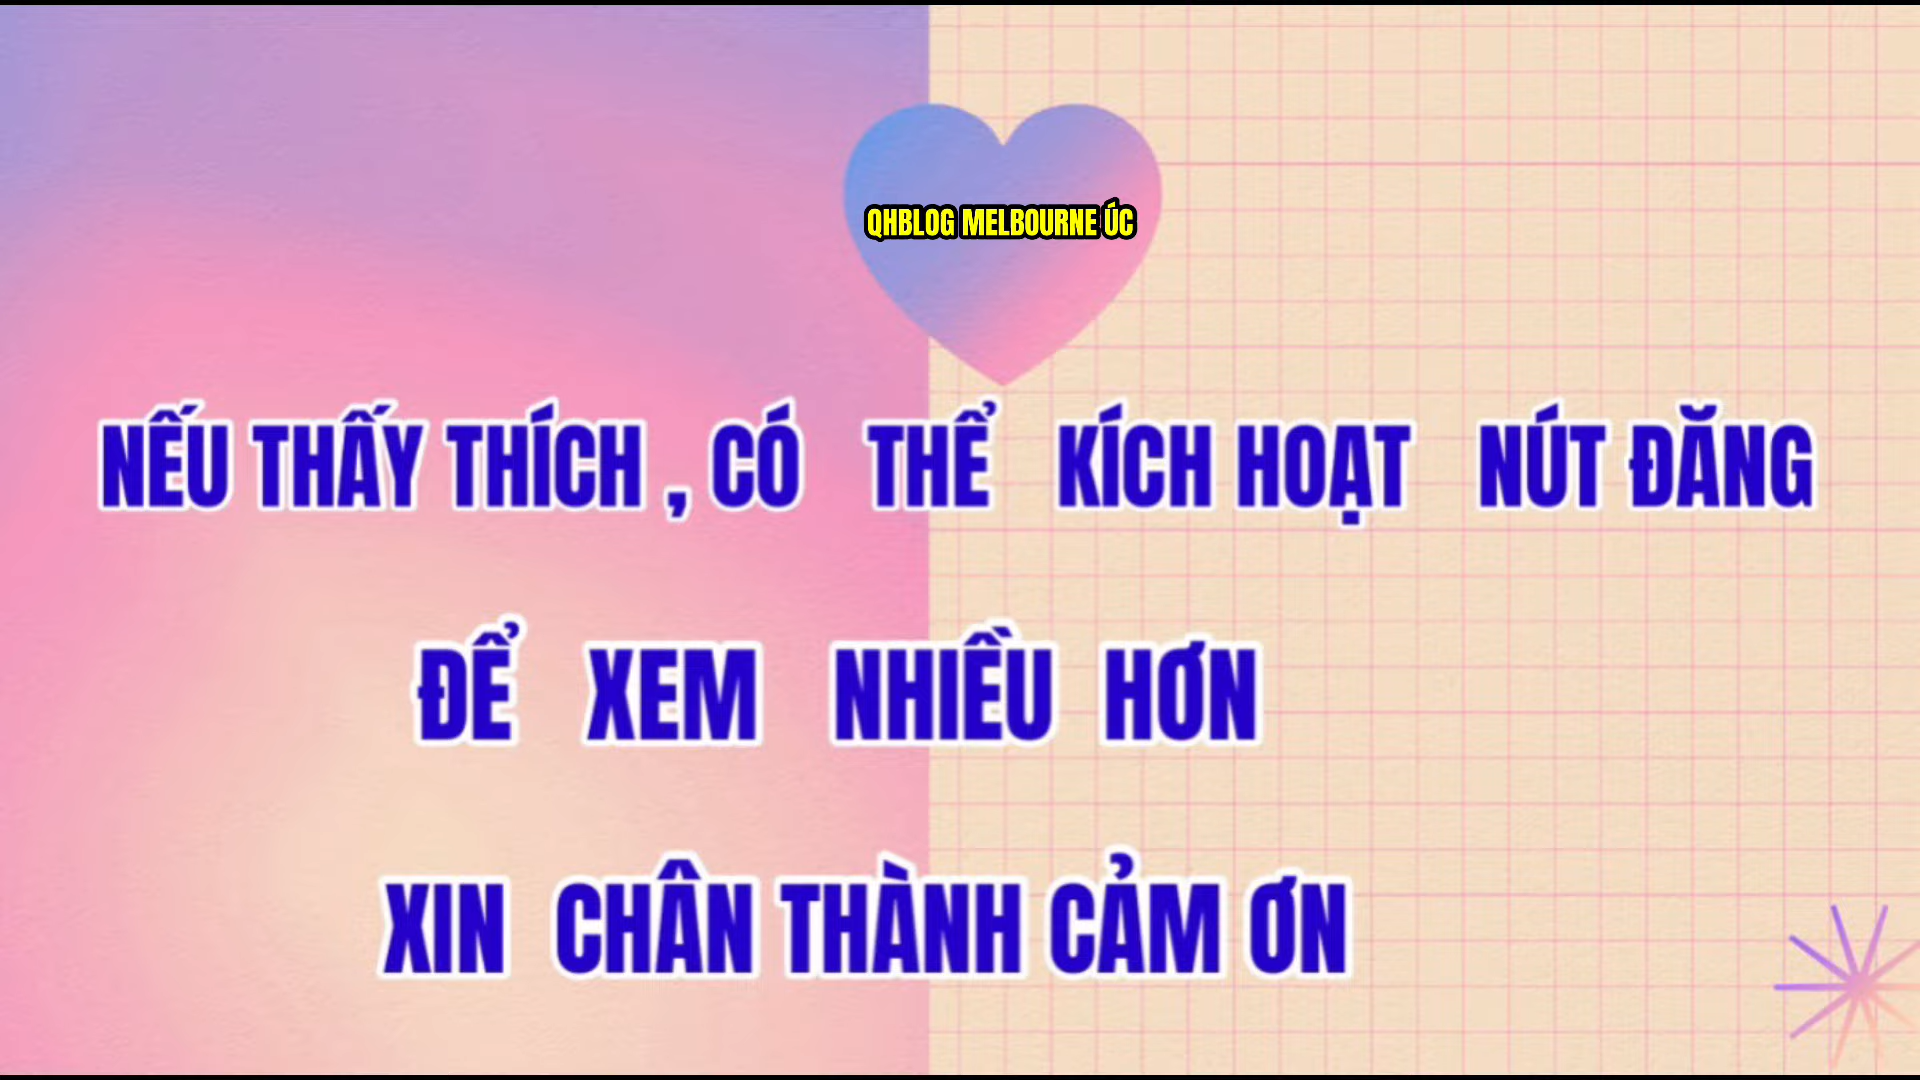 QHBLOG MELBOURNE ÚC
NẾU THẤY THÍCH , CÓ THỂ KÍCH HOẠT NÚT ĐĂNG
ĐỂ XEM NHIỀU HƠN
XIN CHÂN THÀNH CẢM ƠN